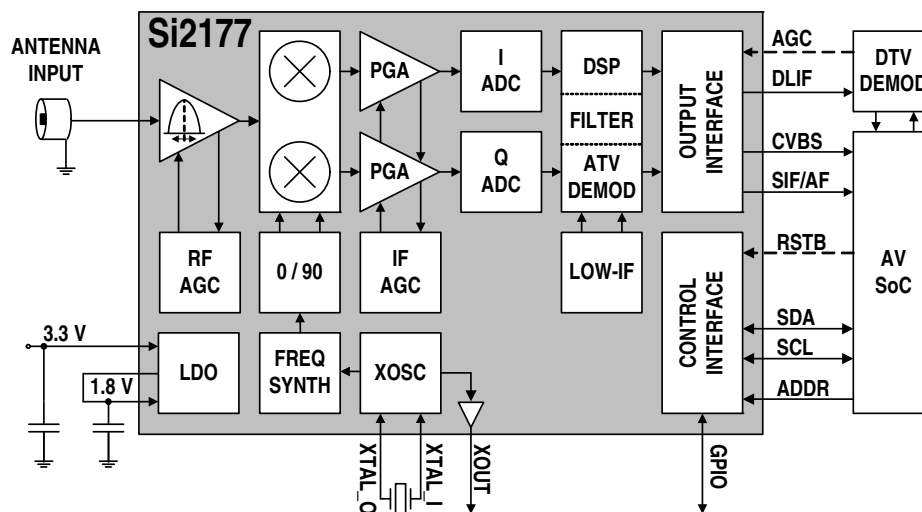 Si2177
ANTENNA
INPUT
PGA
PGA
I
ADC
Q
ADC
DSP
FILTER
ATV
DEMOD
OUTPUT
INTERFACE
AGC
DLIF
CVBS
SIF/AF
DTV
DEMOD
RF
AGC
0 / 90
IF
AGC
LOW-IF
CONTROL
INTERFACE
RSTB
SDA
SCL
ADDR
AV
SoC
3.3 V
1.8 V
LDO
FREQ
SYNTH
XOSC
XTAL_O
XTAL_I
XOUT
GPIO